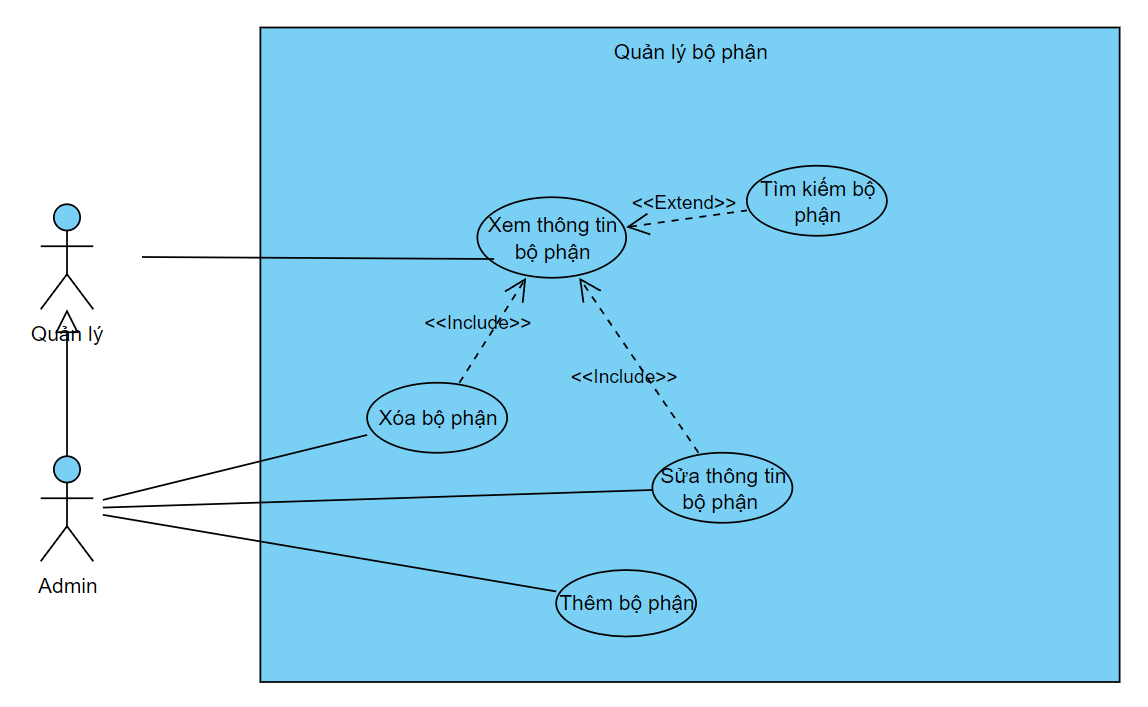 Quản lý bộ phận
Tìm kiếm bộ
phận
<<Extend>>
Xem thông tin
bộ phận
<<Include>>
Quản lý
<<Include>>
Xóa bộ phận
Sửa thông tin
bộ phận
Admin
Thêm bộ phận